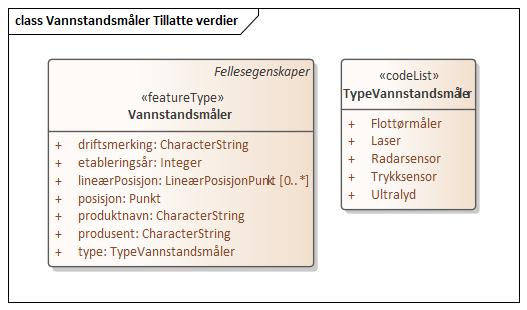 class Vannstandsmåler Tillatte verdier
Fellesegenskaper
«featureType»
Vannstandsmåler
+ driftsmerking: CharacterString
+ etableringsår: Integer
+ lineærPosisjon: LineærPosisjonPunkt [0..*]
+ posisjon: Punkt
+ produktnavn: CharacterString
+ produsent: CharacterString
+ type: TypeVannstandsmåler
«codeList»
TypeVannstandsmåler
+ Flottørmåler
+ Laser
+ Radarsensor
+ Trykksensor
+ Ultralyd